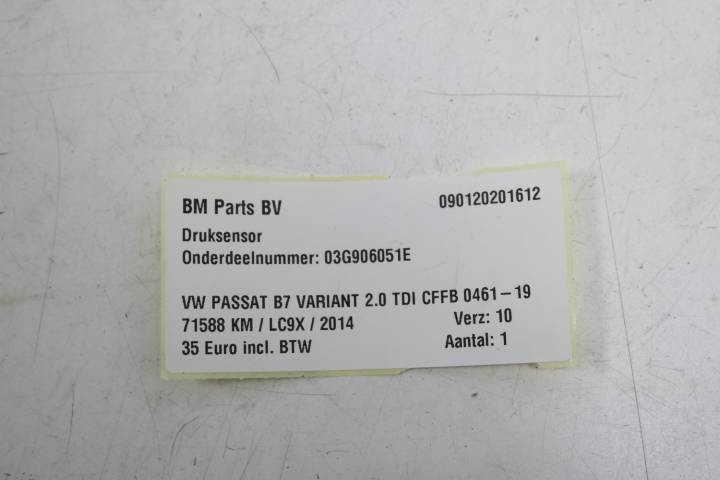 BM Parts BV 090120201612
Druksensor
Onderdeelnummer: 03G906051E
VW PASSAT B7 VARIANT 2.0 TDI CFFB 0461-19
71588 KM / LC9X / 2014 Verz: 10
35 Euro incl. BTW Aantal: 1